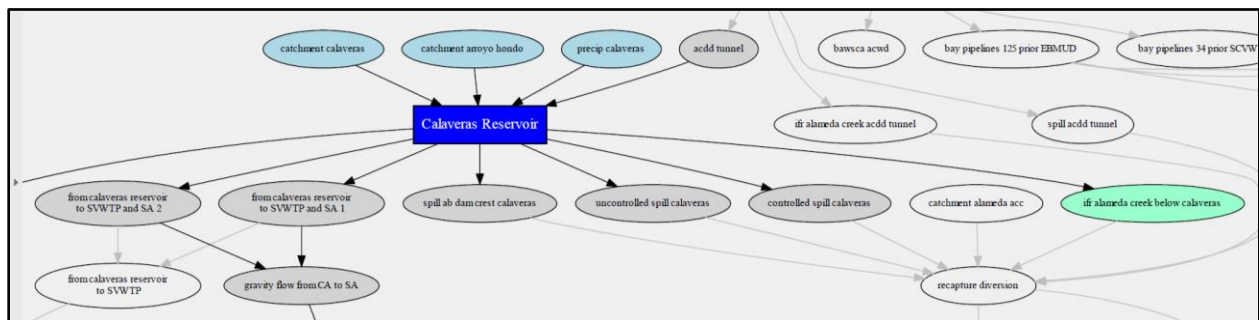 catchment calaveras
catchment arroyo hondo
precip calaveras
acdd tunnel
bawsca acwd
bay pipelines 125 prior EBMUD
bay pipelines 34 prior SCVW
Calaveras Reservoir
ifr alameda creek acdd tunnel
spill acdd tunnel
from calaveras reservoir
to SVWTP and SA 2
from calaveras reservoir
to SVWTP and SA 1
spill ab dam crest calaveras
uncontrolled spill calaveras
controlled spill calaveras
catchment alameda acc
ifr alameda creek below calaveras
from calaveras reservoir
to SVWTP
gravity flow from CA to SA
recapture diversion